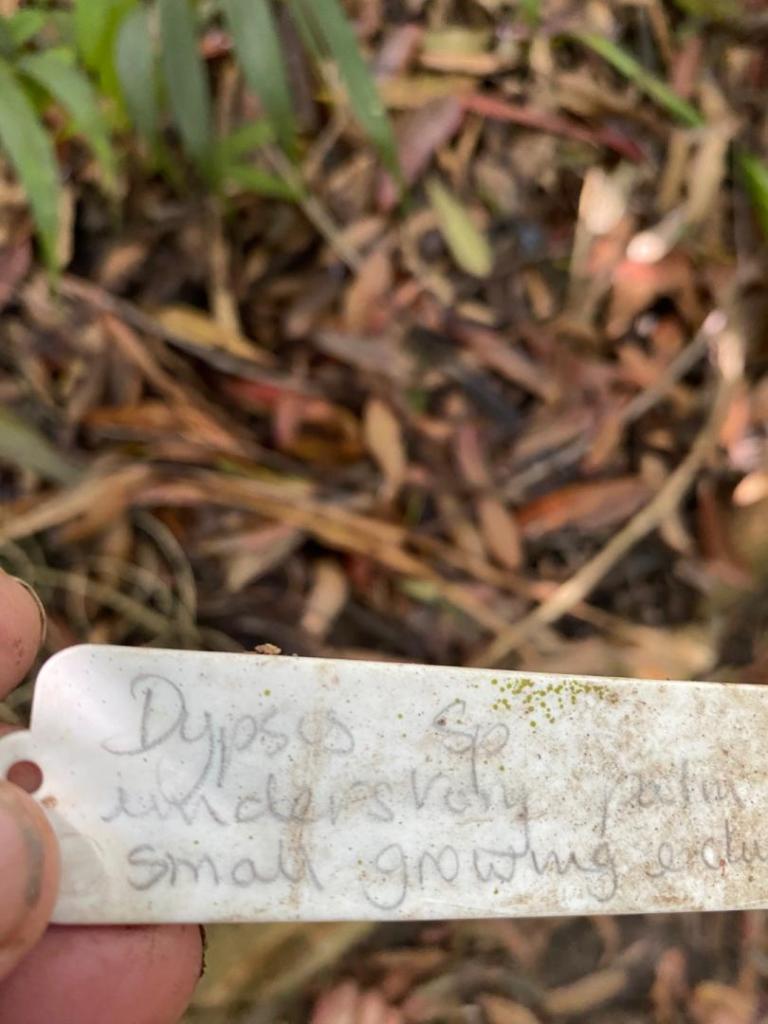 Dypsis Sp
understory palm
small growing